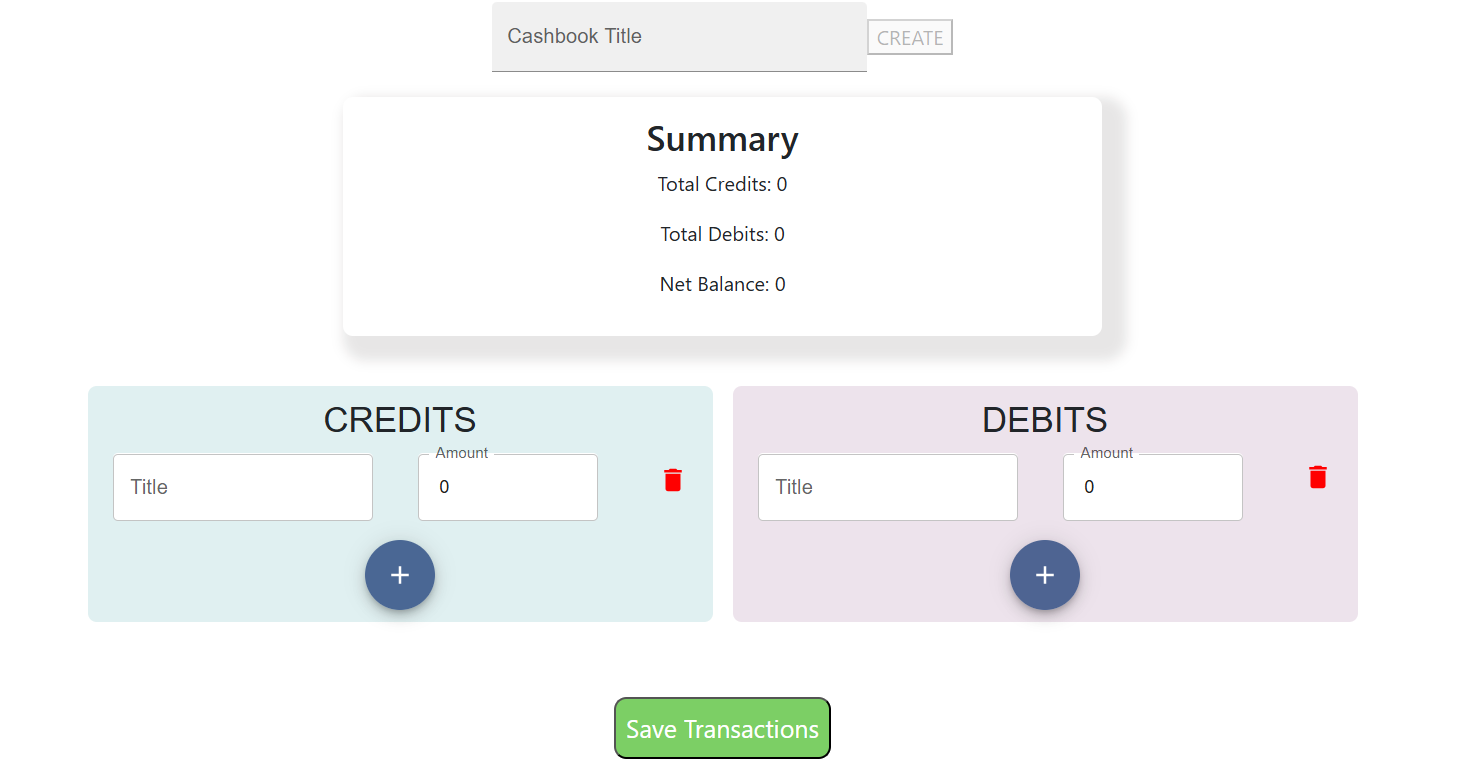 Cashbook Title
CREATE
Summary
Total Credits: 0
Total Debits: 0
Net Balance: 0
CREDITS
Title
Amount
0
+
DEBITS
Title
Amount
0
+
Save Transactions